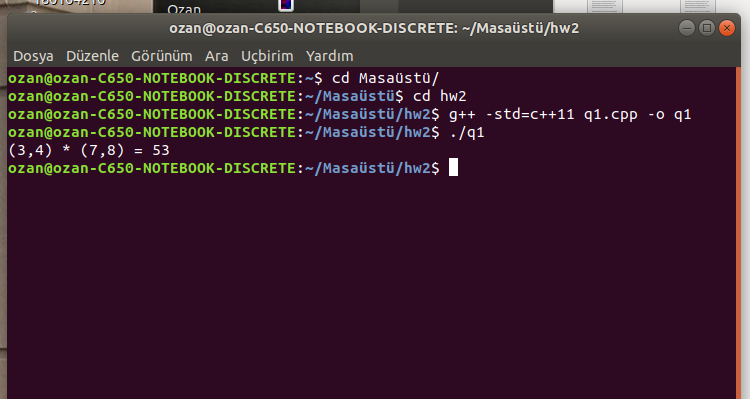 Ozan
ozan@ozan-C650-NOTEBOOK-DISCRETE: ~/Masaüstü/hw2
Dosya Düzenle Görünüm Ara Uçbirim Yardım
ozan@ozan-C650-NOTEBOOK-DISCRETE:~$ cd Masaüstü/
ozan@ozan-C650-NOTEBOOK-DISCRETE:~/Masaüstü$ cd hw2
ozan@ozan-C650-NOTEBOOK-DISCRETE:~/Masaüstü/hw2$ g++ -std=c++11 q1.cpp -o q1
ozan@ozan-C650-NOTEBOOK-DISCRETE:~/Masaüstü/hw2$ ./q1
(3,4) * (7,8) = 53
ozan@ozan-C650-NOTEBOOK-DISCRETE:~/Masaüstü/hw2$